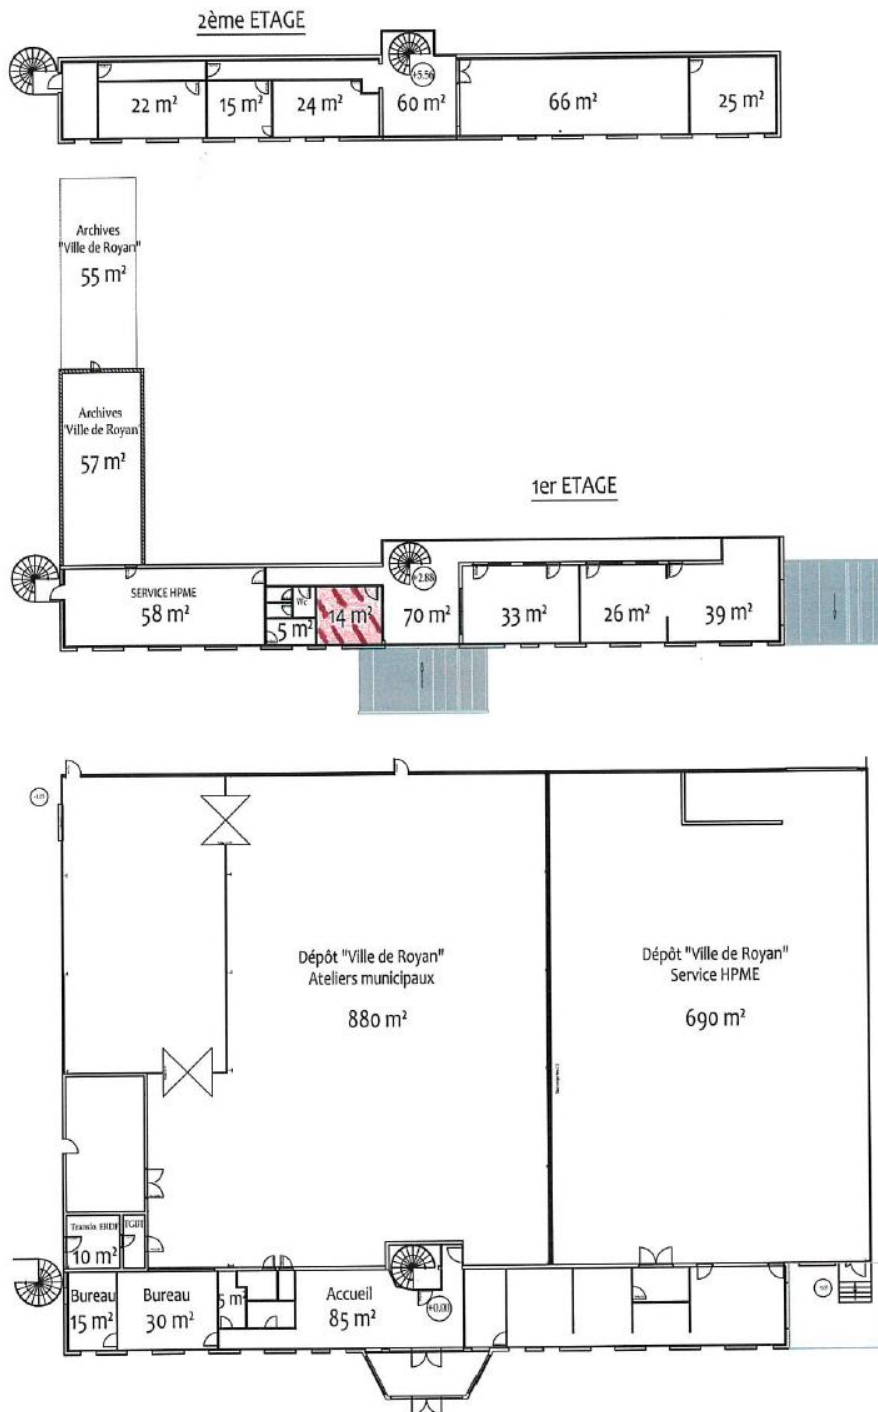 2ème ETAGE
+5.56
22 m²
15 m²
24 m²
60 m²
66 m²
25 m²
Archives
"Ville de Royan"
55 m²
Archives
"Ville de Royan
57 m²
1er ETAGE
+2.88
SERVICE HPME
58 m²
Wc
5 m²
14 m²
70 m²
33 m²
26 m²
39 m²
Dépôt "Ville de Royan"
Ateliers municipaux
880 m²
Dépôt "Ville de Royan"
Service HPME
690 m²
Transfo. ERDF
TGBT
10 m²
Bureau
15 m²
Bureau
30 m²
5 m²
Accueil
85 m²
+0.00